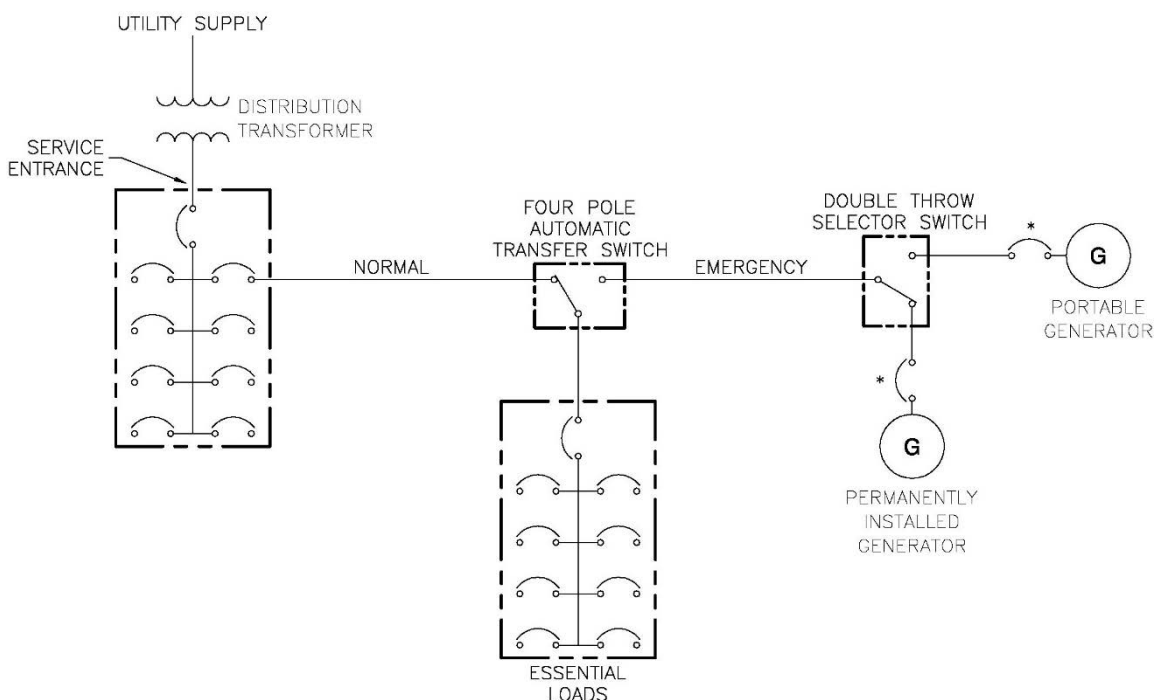 UTILITY SUPPLY
DISTRIBUTION
TRANSFORMER
SERVICE
ENTRANCE
FOUR POLE
AUTOMATIC
TRANSFER SWITCH
DOUBLE THROW
SELECTOR SWITCH
NORMAL
EMERGENCY
*
G
PORTABLE
GENERATOR
*
G
PERMANENTLY
INSTALLED
GENERATOR
ESSENTIAL
LOADS